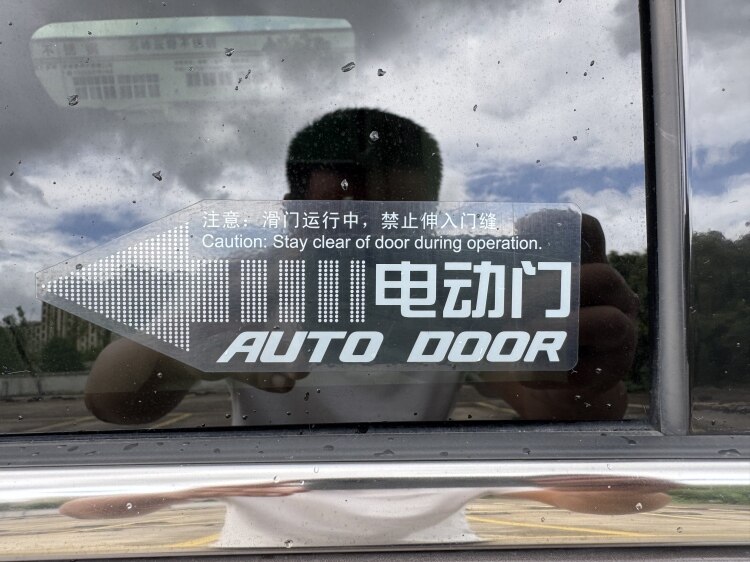 注意：滑门运行中，禁止伸入门缝
Caution: Stay clear of door during operation.
电动门
AUTO DOOR